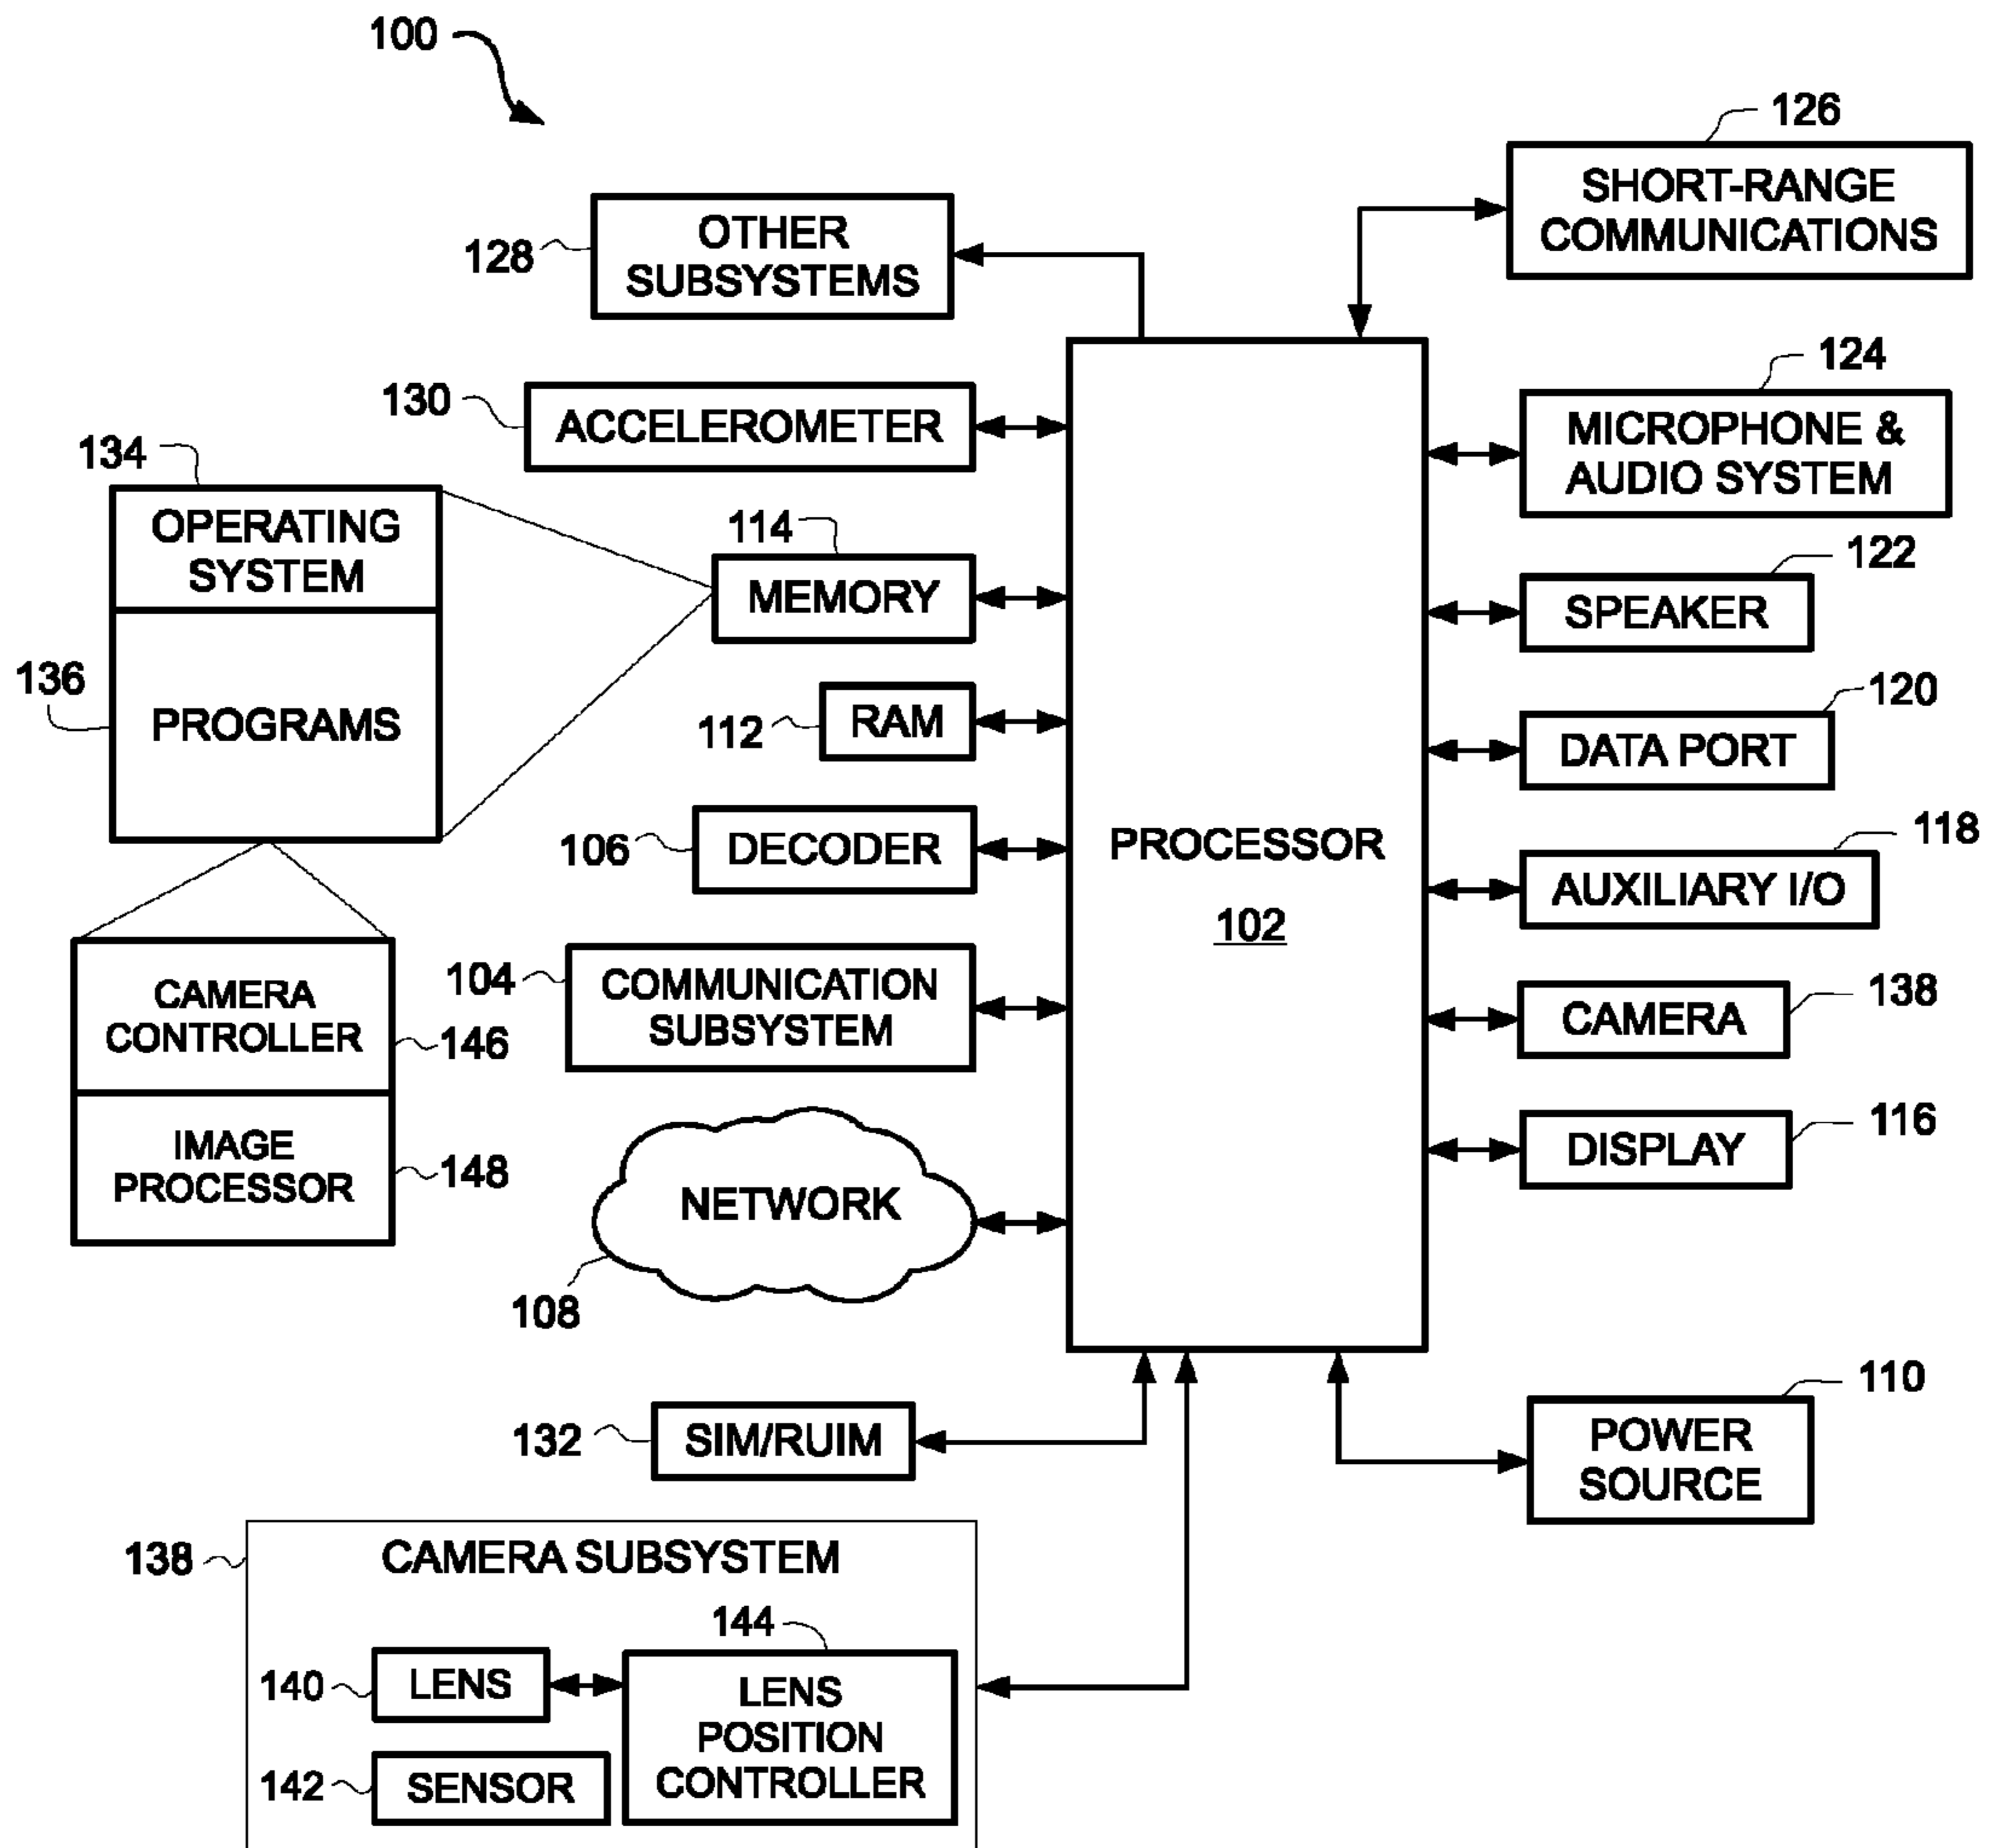 100
126
SHORT-RANGE
COMMUNICATIONS
128
OTHER
SUBSYSTEMS
124
MICROPHONE &
AUDIO SYSTEM
130
ACCELEROMETER
134
OPERATING
SYSTEM
114
MEMORY
122
SPEAKER
136
PROGRAMS
112
RAM
120
DATA PORT
106
DECODER
PROCESSOR
102
118
AUXILIARY I/O
CAMERA
CONTROLLER
146
104
COMMUNICATION
SUBSYSTEM
138
CAMERA
IMAGE
PROCESSOR
148
NETWORK
108
116
DISPLAY
132
SIM/RUIM
110
POWER
SOURCE
138
CAMERA SUBSYSTEM
144
140
LENS
LENS
POSITION
CONTROLLER
142
SENSOR